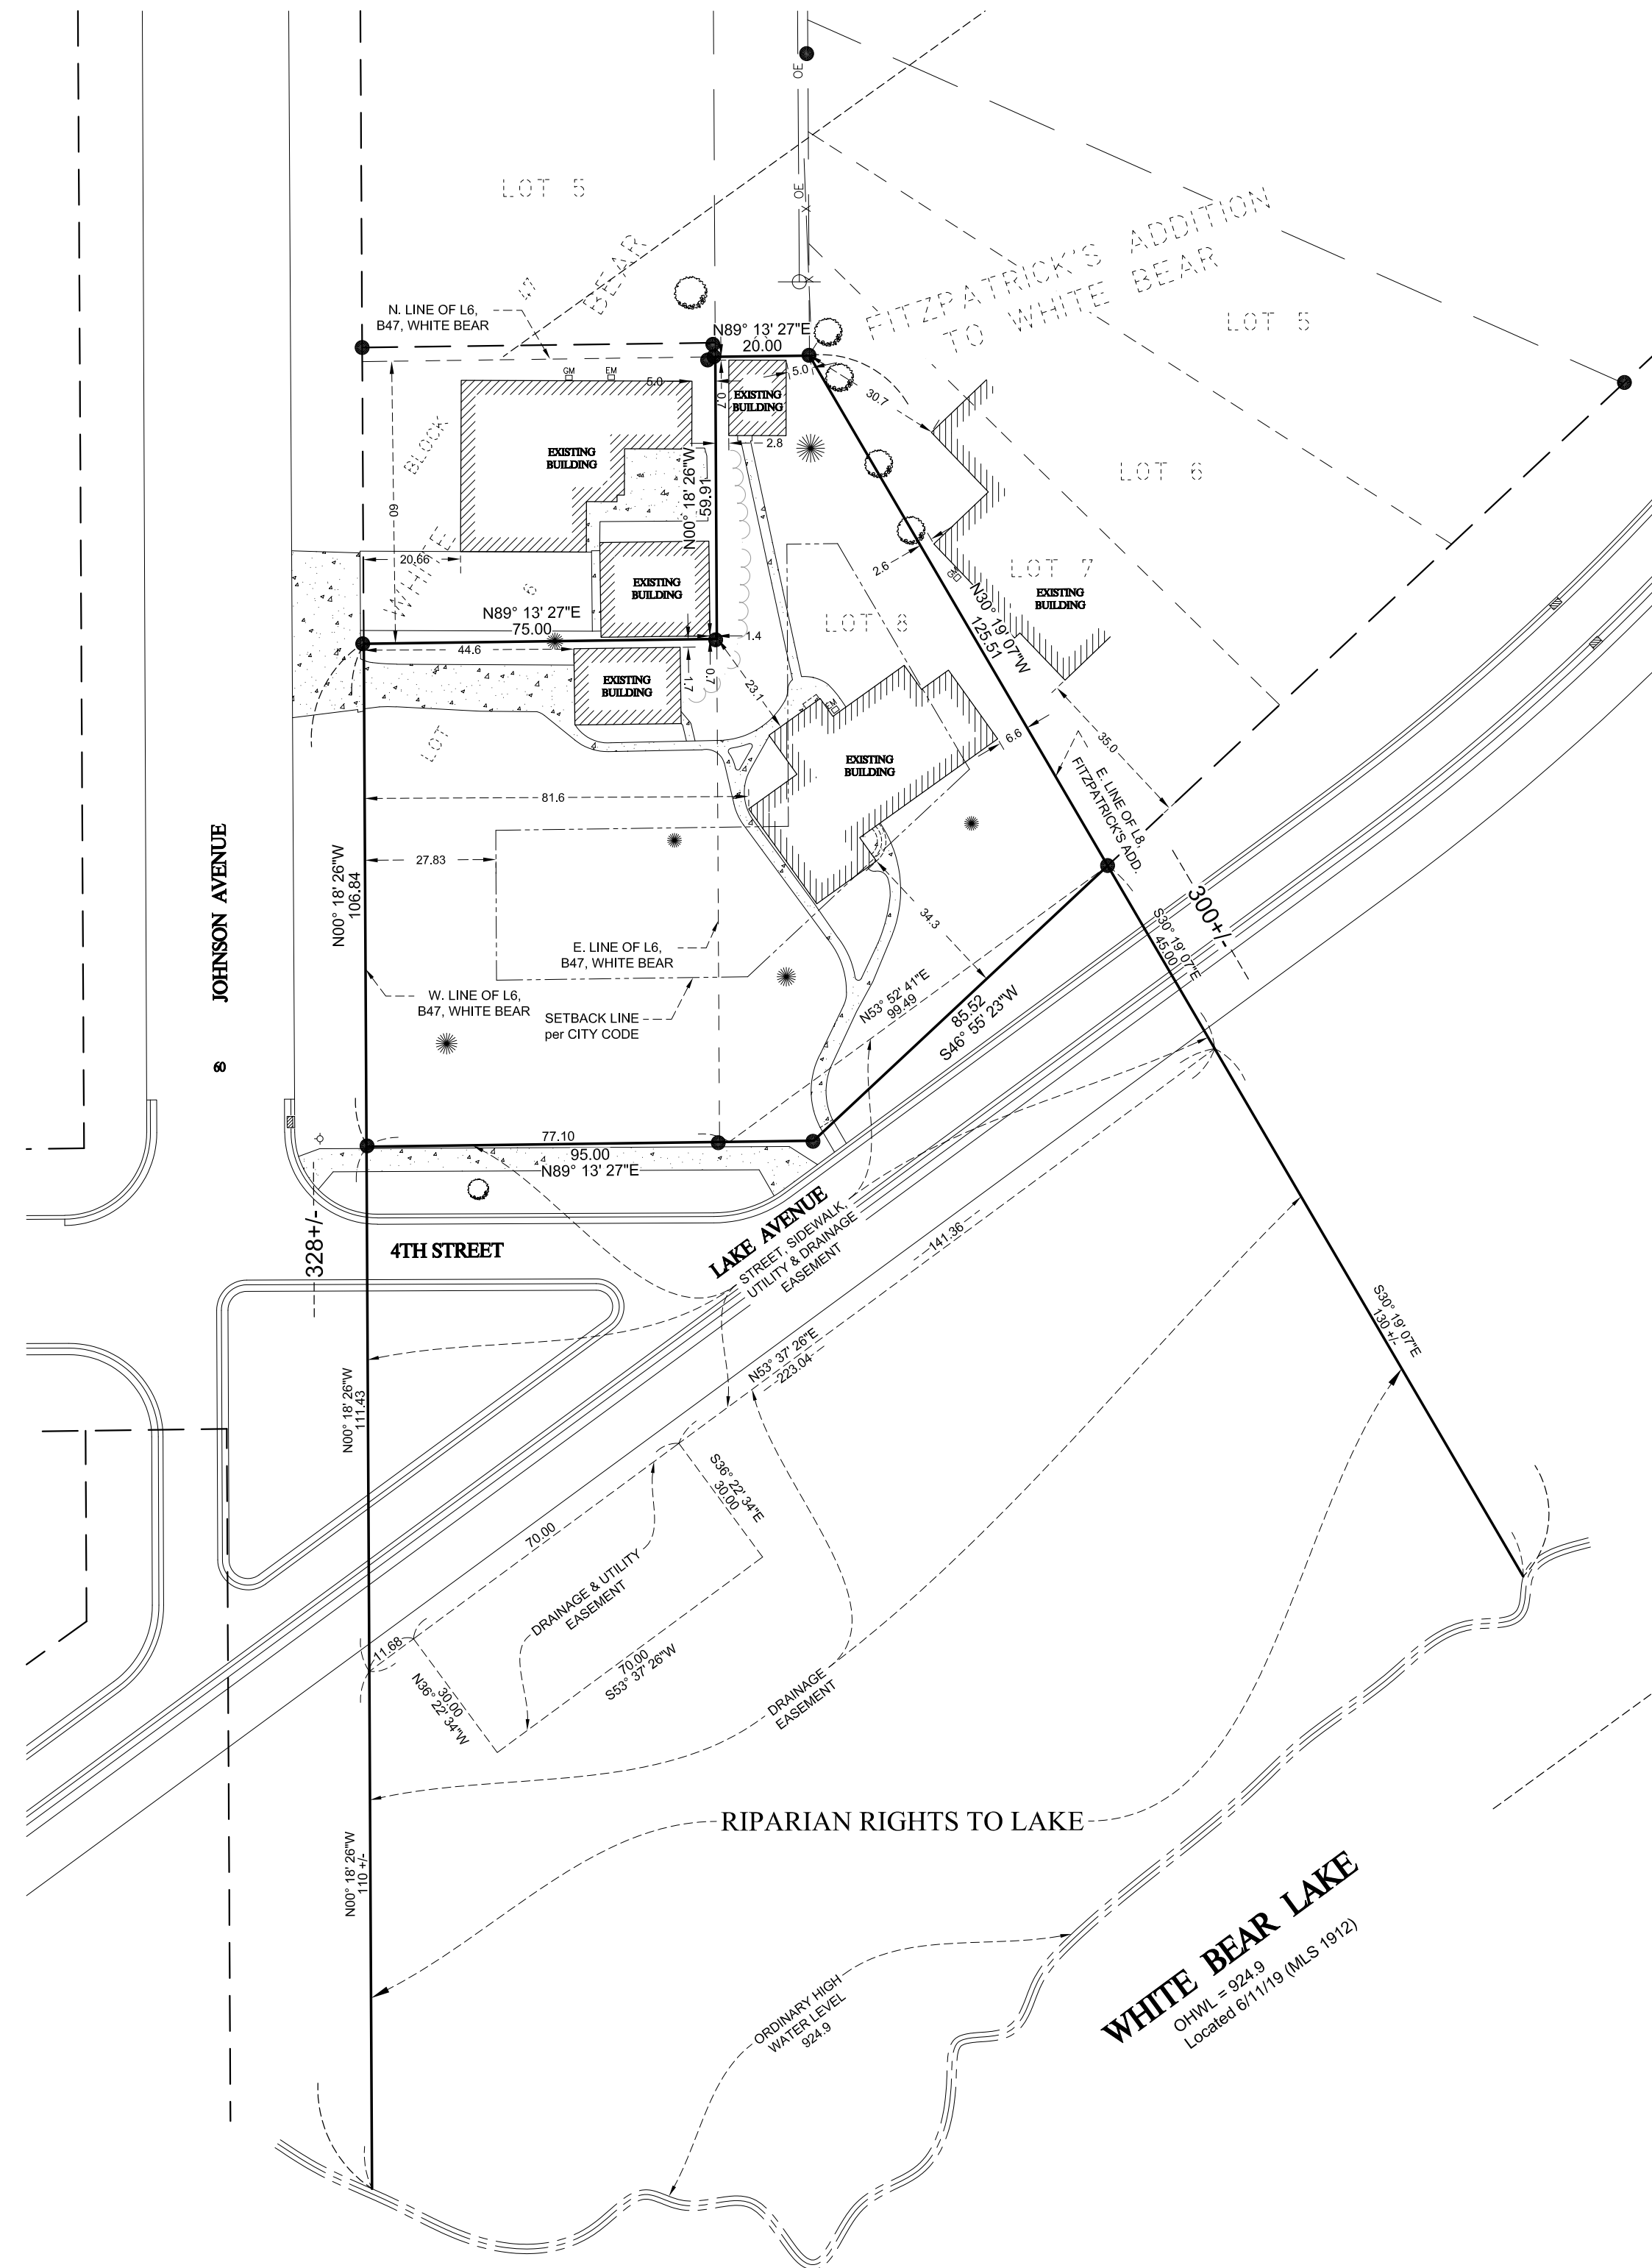 LOT 5
BEAR
47
OE
OE
X
X
FITZPATRICK'S ADDITION
TO WHITE BEAR
LOT 5
N. LINE OF L6,
B47, WHITE BEAR
N89° 13' 27"E
20.00
GM
EM
5.0
0.7
5.0
EXISTING
BUILDING
30.7
2.8
LOT 6
BLOCK
EXISTING
BUILDING
60
N00° 18' 26"W
59.91
20.66
WHITE
6
EXISTING
BUILDING
2.6
LOT 7
EXISTING
BUILDING
N89° 13' 27"E
75.00
LOT 8
N30° 19' 07"W
125.51
1.4
44.6
EXISTING
BUILDING
1.7
0.7
23.1
LOT
EXISTING
BUILDING
6.6
35.0
E. LINE OF L8,
FITZPATRICK'S ADD.
81.6
27.83
JOHNSON AVENUE
60
N00° 18' 26"W
106.84
34.3
300+/-
S30° 19' 07"E
45.00
E. LINE OF L6,
B47, WHITE BEAR
W. LINE OF L6,
B47, WHITE BEAR
SETBACK LINE
per CITY CODE
N53° 52' 41"E
99.49
85.52
S46° 55' 23"W
77.10
95.00
N89° 13' 27"E
328+/-
4TH STREET
LAKE AVENUE
STREET, SIDEWALK,
UTILITY & DRAINAGE
EASEMENT
141.36
N53° 37' 26"E
223.04
S30° 19' 07"E
130 +/-
N00° 18' 26"W
111.43
S36° 22' 34"E
30.00
70.00
DRAINAGE & UTILITY
EASEMENT
11.68
30.00
N36° 22' 34"W
70.00
S53° 37' 26"W
DRAINAGE
EASEMENT
RIPARIAN RIGHTS TO LAKE
N00° 18' 26"W
110 +/-
WHITE BEAR LAKE
OHWL = 924.9
Located 6/11/19 (MLS 1912)
ORDINARY HIGH
WATER LEVEL
924.9